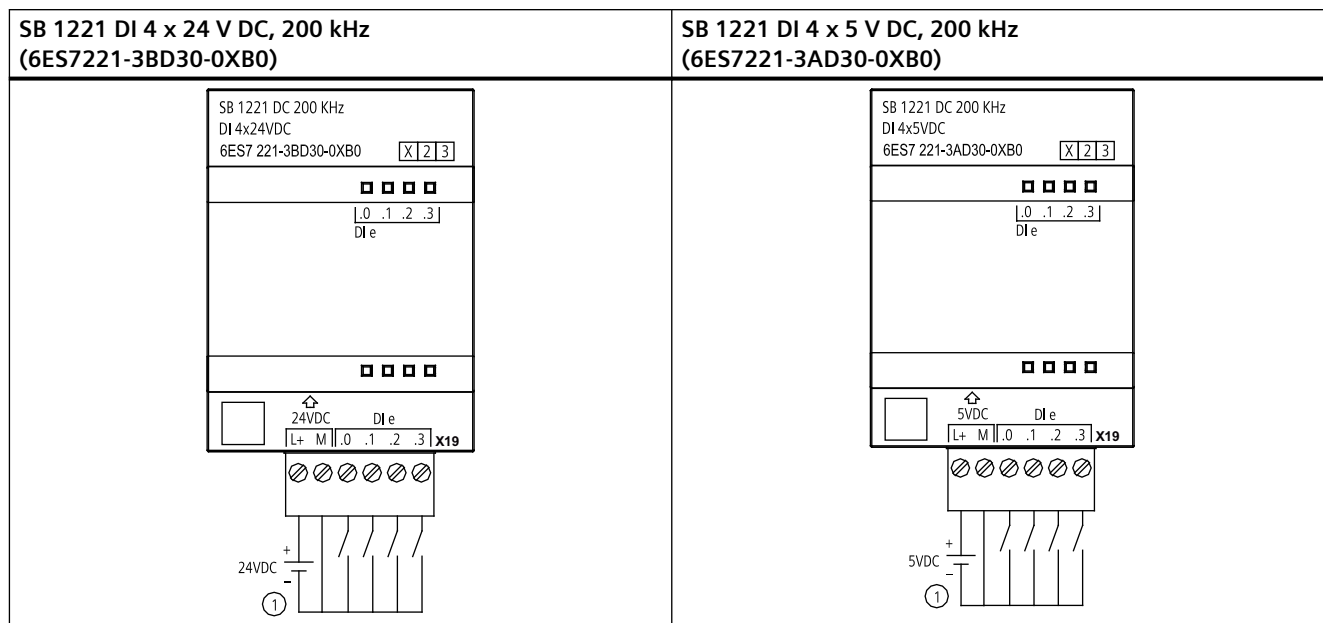 SB 1221 DI 4 x 24 V DC, 200 kHz
(6ES7221-3BD30-0XB0)
SB 1221 DI 4 x 5 V DC, 200 kHz
(6ES7221-3AD30-0XB0)
SB 1221 DC 200 KHz
DI 4x24VDC
6ES7 221-3BD30-0XB0 X 2 3
.0 .1 .2 .3
DI e
24VDC DI e
L+ M .0 .1 .2 .3 X19
+
24VDC
–
1
SB 1221 DC 200 KHz
DI 4x5VDC
6ES7 221-3AD30-0XB0 X 2 3
.0 .1 .2 .3
DI e
5VDC DI e
L+ M .0 .1 .2 .3 X19
+
5VDC
–
1